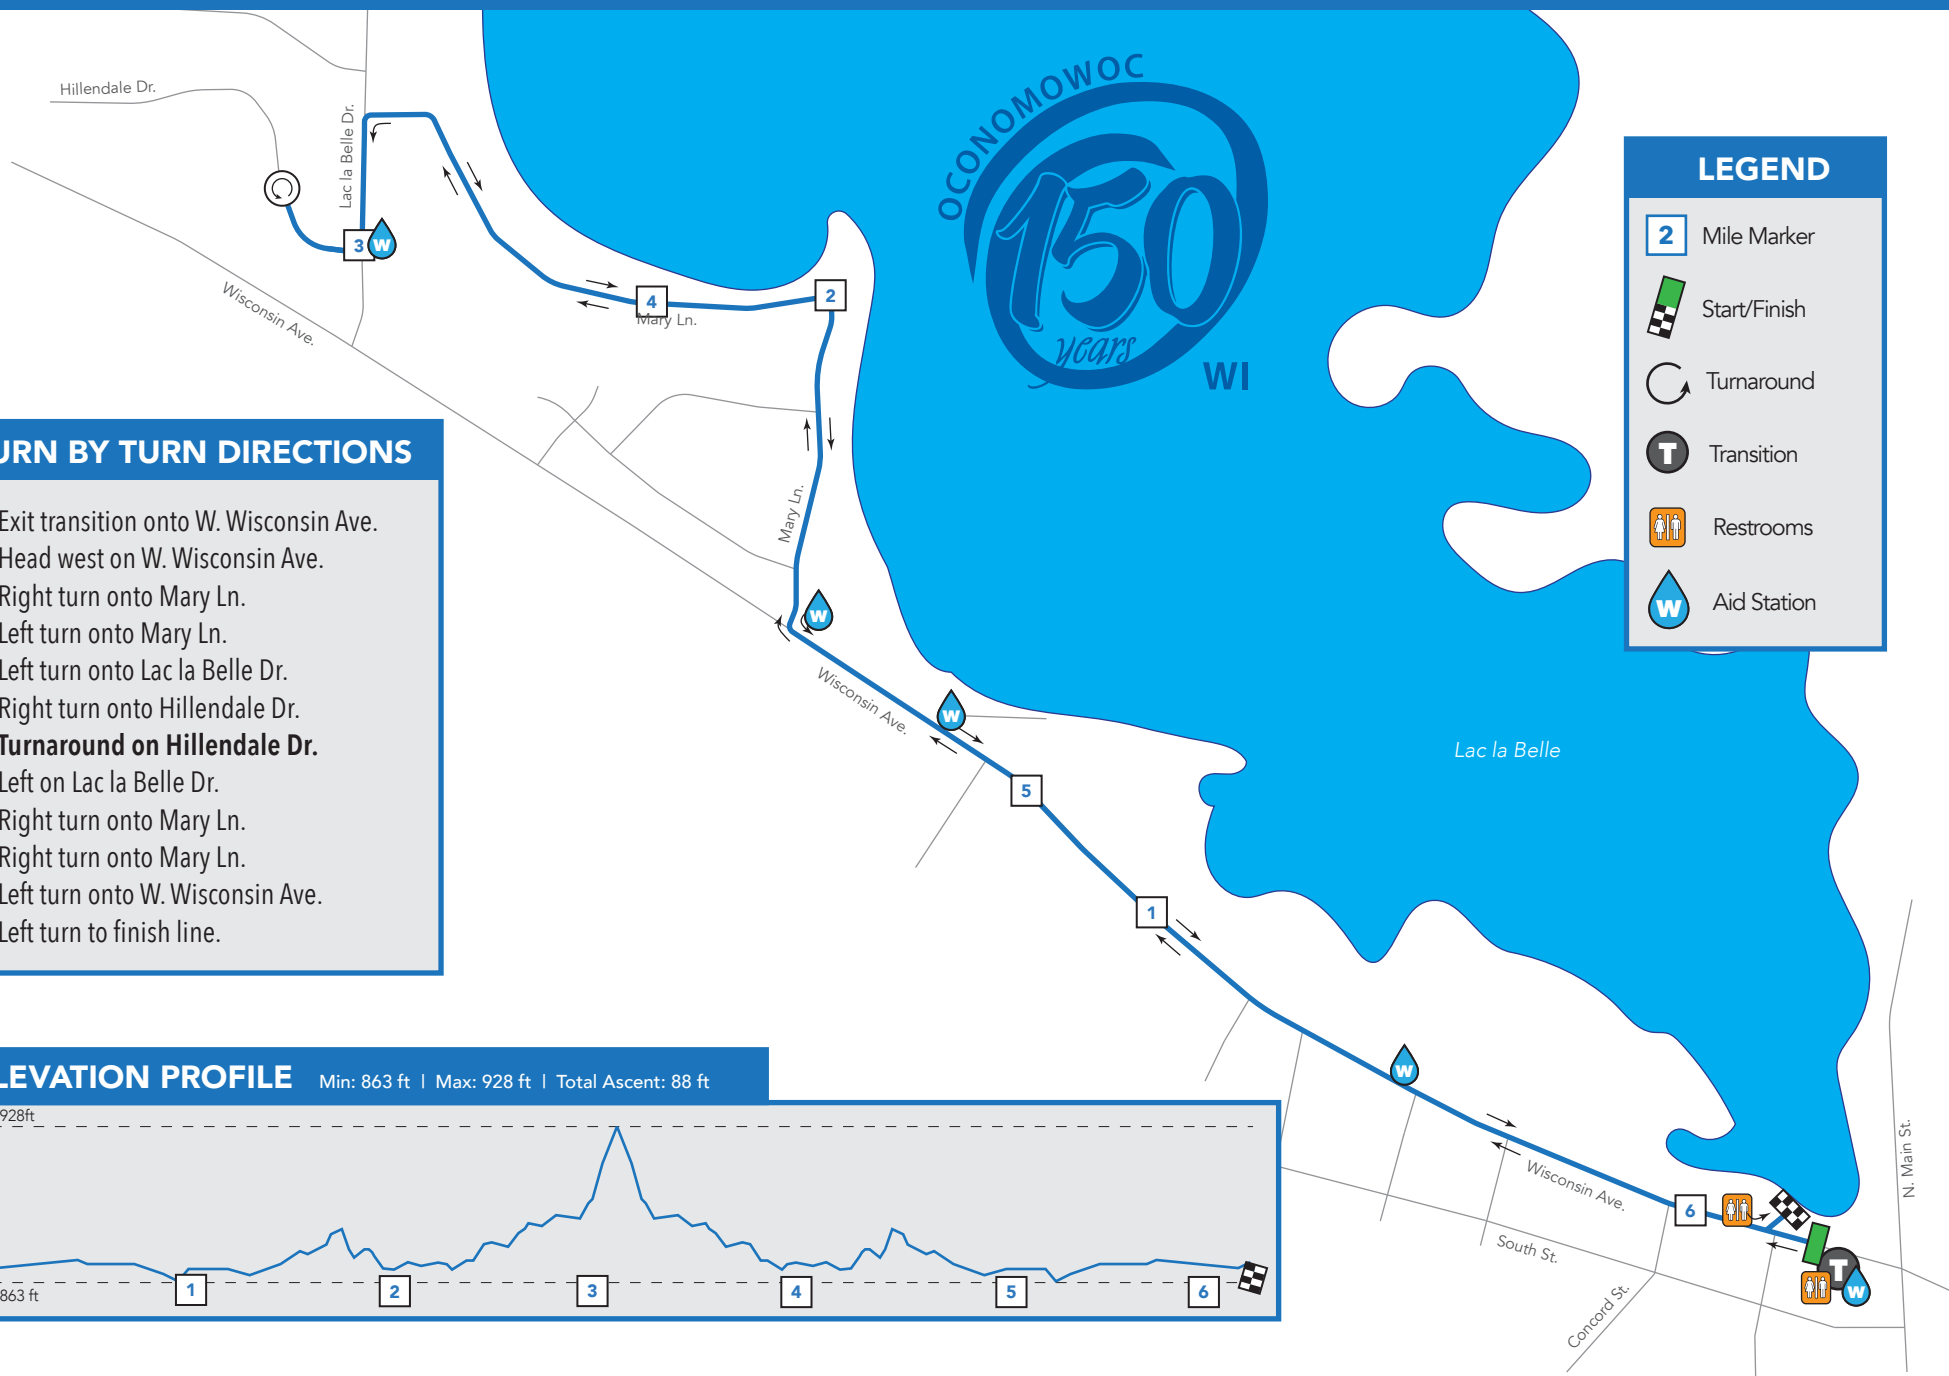 OCONOMOWOC
150
years
WI
Hillendale Dr.
Lac la Belle Dr.
Wisconsin Ave.
3
W
4
Mary Ln.
2
Mary Ln.
W
Wisconsin Ave.
W
5
1
Lac la Belle
W
Wisconsin Ave.
6
South St.
Concord St.
N. Main St.
T
W
LEGEND
2 Mile Marker
Start/Finish
Turnaround
T Transition
Restrooms
W Aid Station
URN BY TURN DIRECTIONS
Exit transition onto W. Wisconsin Ave.
Head west on W. Wisconsin Ave.
Right turn onto Mary Ln.
Left turn onto Mary Ln.
Left turn onto Lac la Belle Dr.
Right turn onto Hillendale Dr.
Turnaround on Hillendale Dr.
Left on Lac la Belle Dr.
Right turn onto Mary Ln.
Right turn onto Mary Ln.
Left turn onto W. Wisconsin Ave.
Left turn to finish line.
LEVATION PROFILE Min: 863 ft | Max: 928 ft | Total Ascent: 88 ft
928ft
863 ft
1 2 3 4 5 6